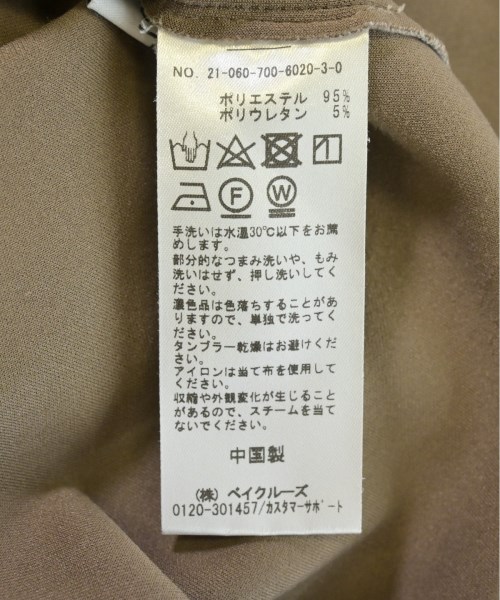 NO. 21-060-700-6020-3-0
ポリエステル 95%
ポリウレタン 5%
F W
手洗いは水温30℃以下をお薦
めします。
部分的なつまみ洗いや、もみ
洗いはせず、押し洗いしてく
ださい。
濃色品は色落ちすることがあ
りますので、単独で洗ってく
ださい。
タンブラー乾燥はお避けくだ
さい。
アイロンは当て布を使用して
ください。
収縮や外観変化が生じること
があるので、スチームを当て
ないでください。
中国製
(株) ベイクルーズ
0120-301457/カスタマーサポート